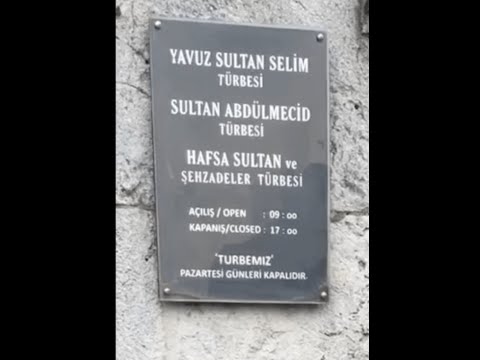 YAVUZ SULTAN SELİM
TÜRBESİ
SULTAN ABDÜLMECİD
TÜRBESİ
HAFSA SULTAN ve
ŞEHZADELER TÜRBESİ
AÇILIŞ / OPEN : 09 : 00
KAPANIŞ/CLOSED : 17 : 00
'TURBEMIZ'
PAZARTESİ GÜNLERİ KAPALIDIR.